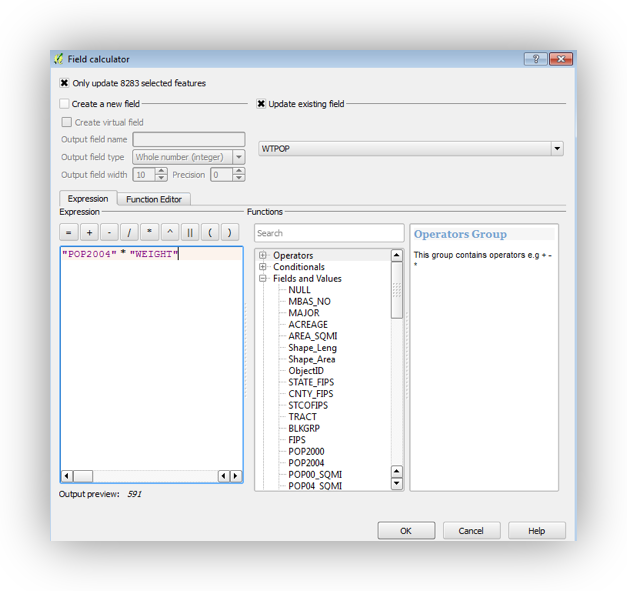 Field calculator
Only update 8283 selected features
Create a new field
Update existing field
Create virtual field
Output field name
Output field type Whole number (integer)
Output field width 10 Precision 0
WTPOP
Expression Function Editor
Expression
Functions
= + - / * ^ || ( )
"POP2004" * "WEIGHT"
Output preview: 591
Search
Operators
Conditionals
Fields and Values
NULL
MBAS_NO
MAJOR
ACREAGE
AREA_SQMI
Shape_Leng
Shape_Area
ObjectID
STATE_FIPS
CNTY_FIPS
STCOFIPS
TRACT
BLKGRP
FIPS
POP2000
POP2004
POP00_SQMI
POP04_SQMI
Operators Group
This group contains operators e.g + -
*
OK Cancel Help